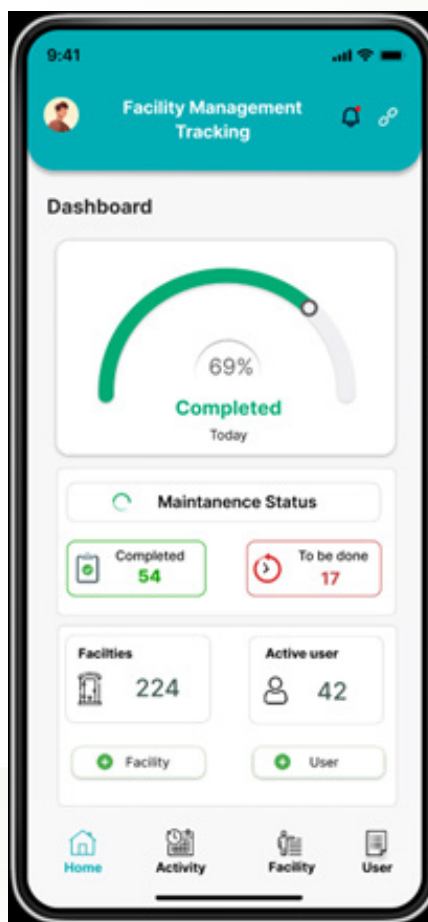 9:41
Facility Management
Tracking
Dashboard
69%
Completed
Today
Maintanence Status
Completed
54
To be done
17
Facilties
224
Active user
42
Facility
User
Home
Activity
Facility
User